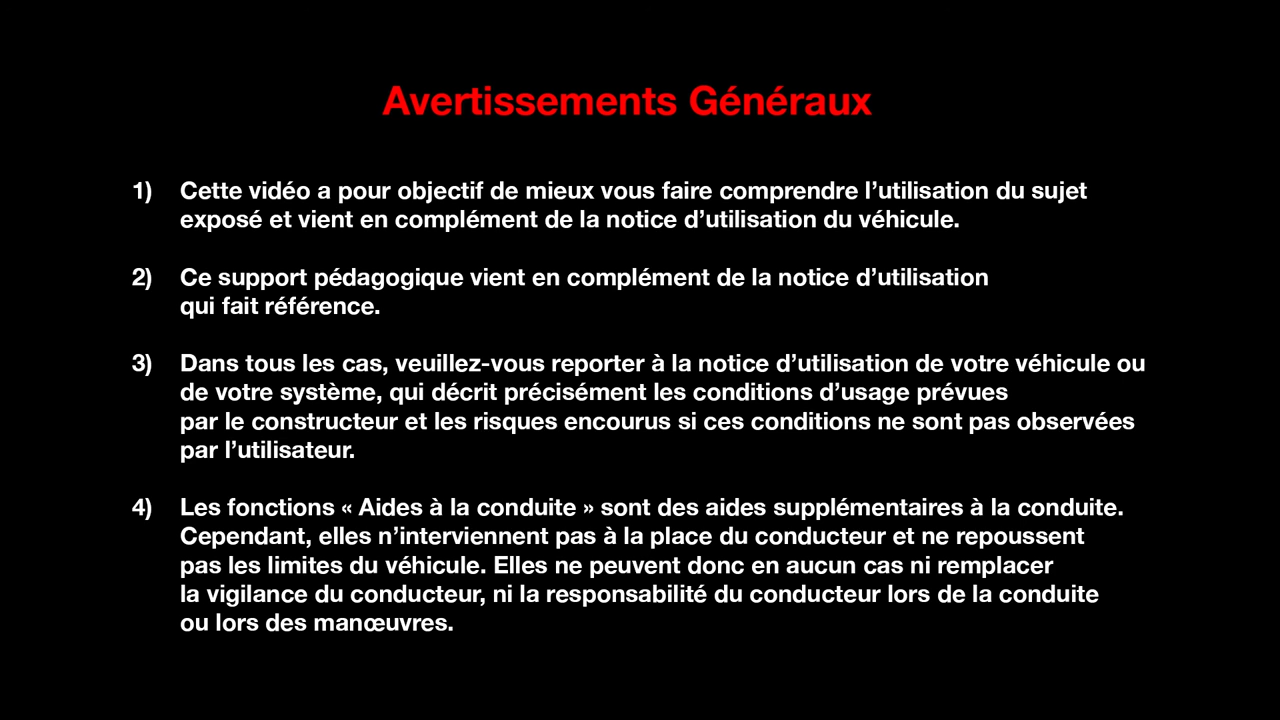 Avertissements Généraux
1) Cette vidéo a pour objectif de mieux vous faire comprendre l’utilisation du sujet
exposé et vient en complément de la notice d’utilisation du véhicule.
2) Ce support pédagogique vient en complément de la notice d’utilisation
qui fait référence.
3) Dans tous les cas, veuillez-vous reporter à la notice d’utilisation de votre véhicule ou
de votre système, qui décrit précisément les conditions d’usage prévues
par le constructeur et les risques encourus si ces conditions ne sont pas observées
par l’utilisateur.
4) Les fonctions « Aides à la conduite » sont des aides supplémentaires à la conduite.
Cependant, elles n’interviennent pas à la place du conducteur et ne repoussent
pas les limites du véhicule. Elles ne peuvent donc en aucun cas ni remplacer
la vigilance du conducteur, ni la responsabilité du conducteur lors de la conduite
ou lors des manœuvres.